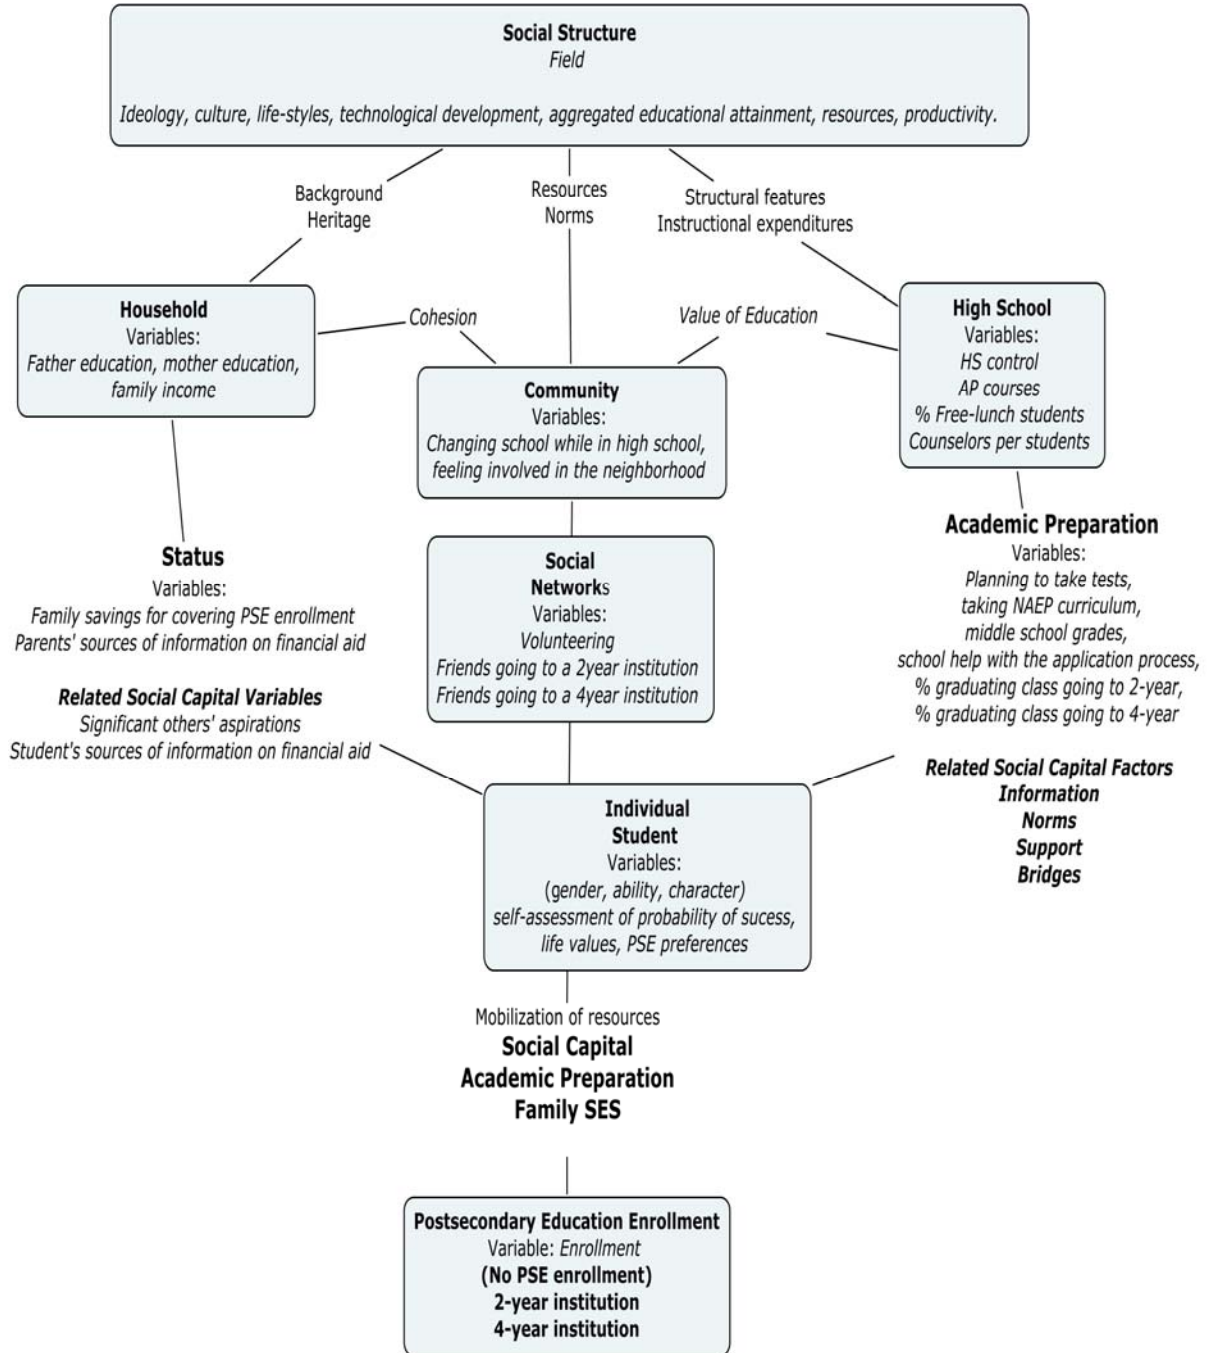 Social Structure
Field
Ideology, culture, life-styles, technological development, aggregated educational attainment, resources, productivity.
Background
Heritage
Resources
Norms
Structural features
Instructional expenditures
Household
Variables:
Father education, mother education,
family income
Cohesion
Value of Education
High School
Variables:
HS control
AP courses
% Free-lunch students
Counselors per students
Community
Variables:
Changing school while in high school,
feeling involved in the neighborhood
Status
Variables:
Family savings for covering PSE enrollment
Parents' sources of information on financial aid
Related Social Capital Variables
Significant others' aspirations
Student's sources of information on financial aid
Social
Networks
Variables:
Volunteering
Friends going to a 2year institution
Friends going to a 4year institution
Academic Preparation
Variables:
Planning to take tests,
taking NAEP curriculum,
middle school grades,
school help with the application process,
% graduating class going to 2-year,
% graduating class going to 4-year
Related Social Capital Factors
Information
Norms
Support
Bridges
Individual
Student
Variables:
(gender, ability, character)
self-assessment of probability of sucess,
life values, PSE preferences
Mobilization of resources
Social Capital
Academic Preparation
Family SES
Postsecondary Education Enrollment
Variable: Enrollment
(No PSE enrollment)
2-year institution
4-year institution